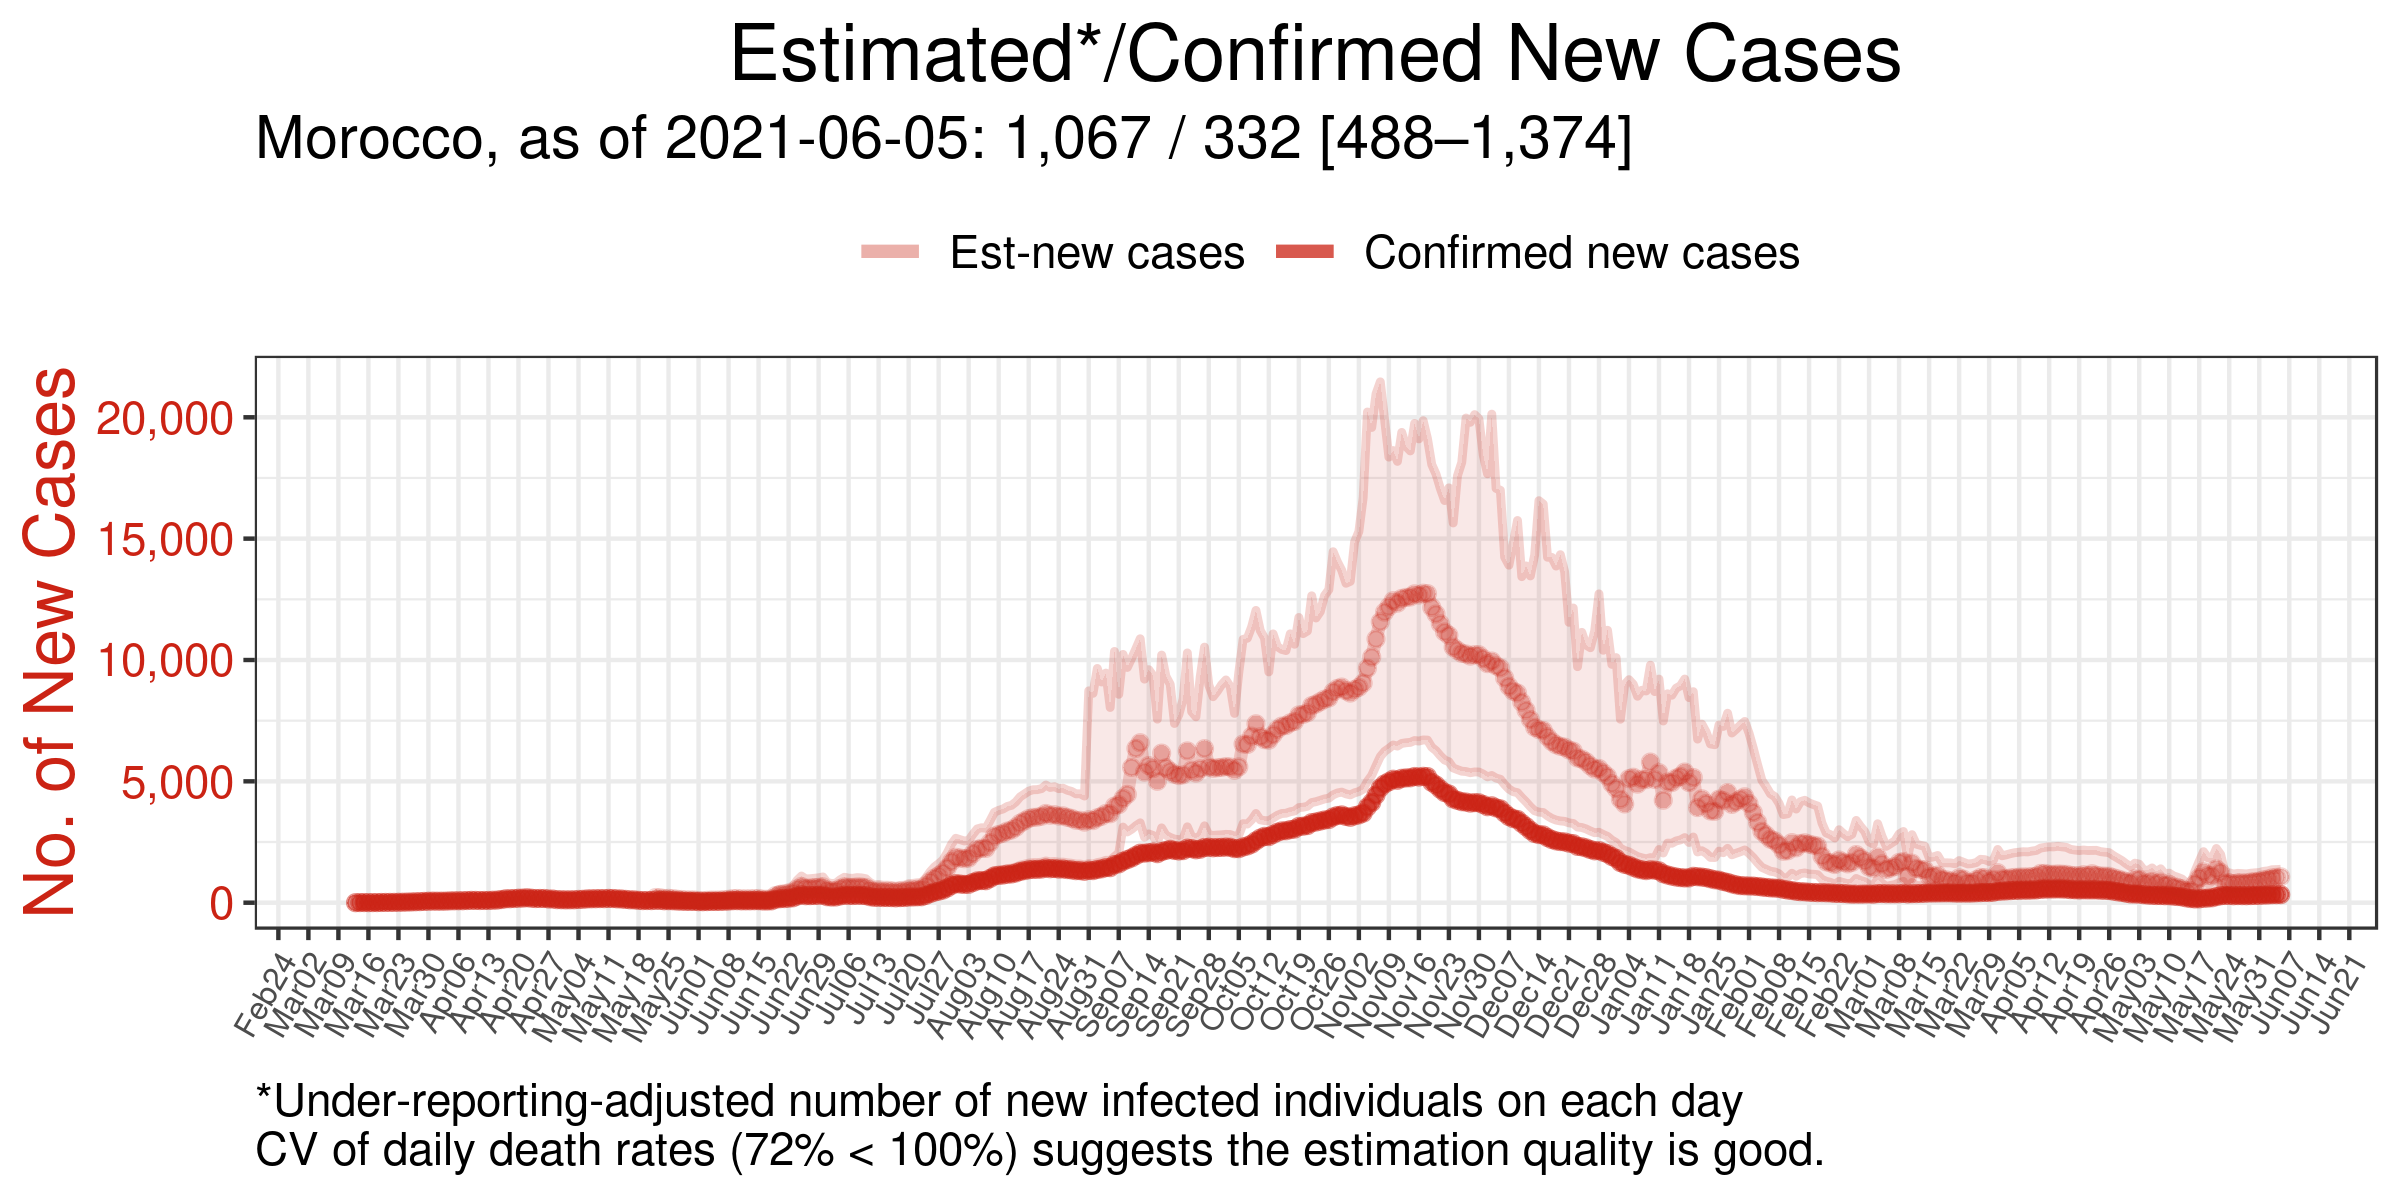 Estimated*/Confirmed New Cases
Morocco, as of 2021-06-05: 1,067 / 332 [488–1,374]
Est-new cases
Confirmed new cases
No. of New Cases
20,000
15,000
10,000
5,000
0
Feb24
Mar02
Mar09
Mar16
Mar23
Mar30
Apr06
Apr13
Apr20
Apr27
May04
May11
May18
May25
Jun01
Jun08
Jun15
Jun22
Jun29
Jul06
Jul13
Jul20
Jul27
Aug03
Aug10
Aug17
Aug24
Aug31
Sep07
Sep14
Sep21
Sep28
Oct05
Oct12
Oct19
Oct26
Nov02
Nov09
Nov16
Nov23
Nov30
Dec07
Dec14
Dec21
Dec28
Jan04
Jan11
Jan18
Jan25
Feb01
Feb08
Feb15
Feb22
Mar01
Mar08
Mar15
Mar22
Mar29
Apr05
Apr12
Apr19
Apr26
May03
May10
May17
May24
May31
Jun07
Jun14
Jun21
*Under-reporting-adjusted number of new infected individuals on each day
CV of daily death rates (72% < 100%) suggests the estimation quality is good.